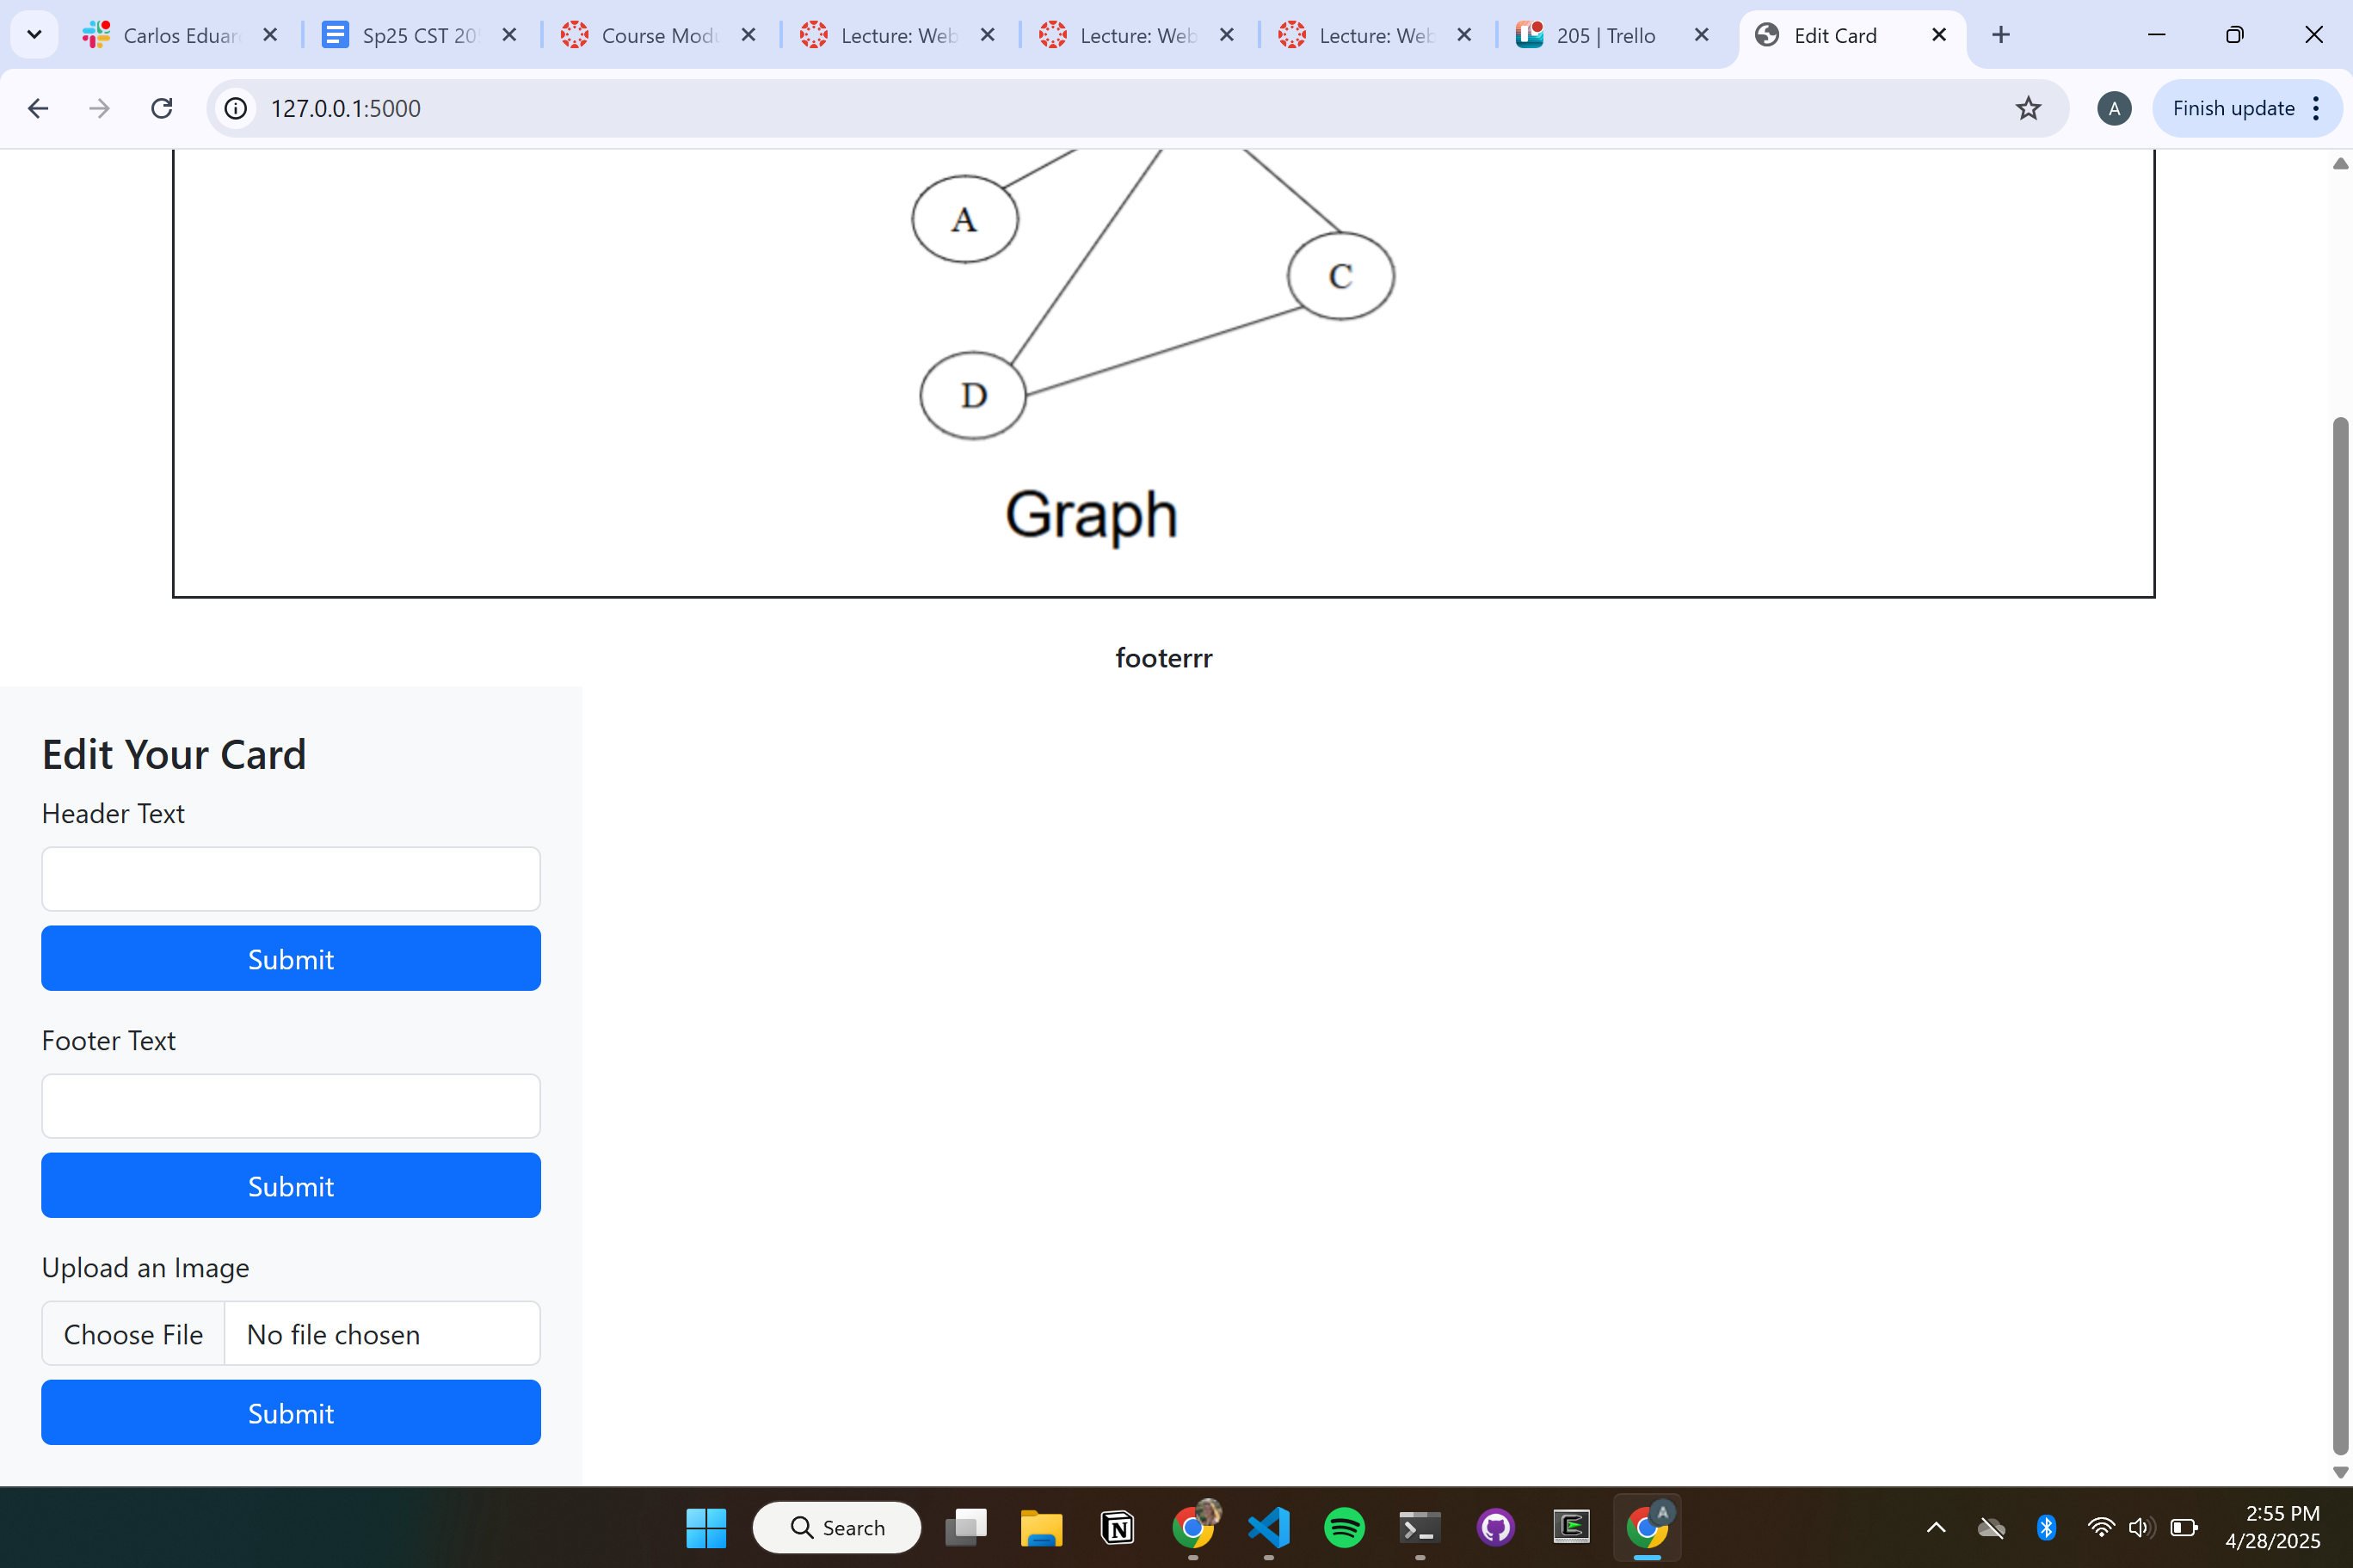 Carlos Eduar
Sp25 CST 20
Course Modu
Lecture: Web
Lecture: Web
Lecture: Web
205 | Trello
Edit Card
127.0.0.1:5000
A
Finish update
A
C
D
Graph
footerrr
Edit Your Card
Header Text
Submit
Footer Text
Submit
Upload an Image
Choose File
No file chosen
Submit
Search
A
2:55 PM
4/28/2025